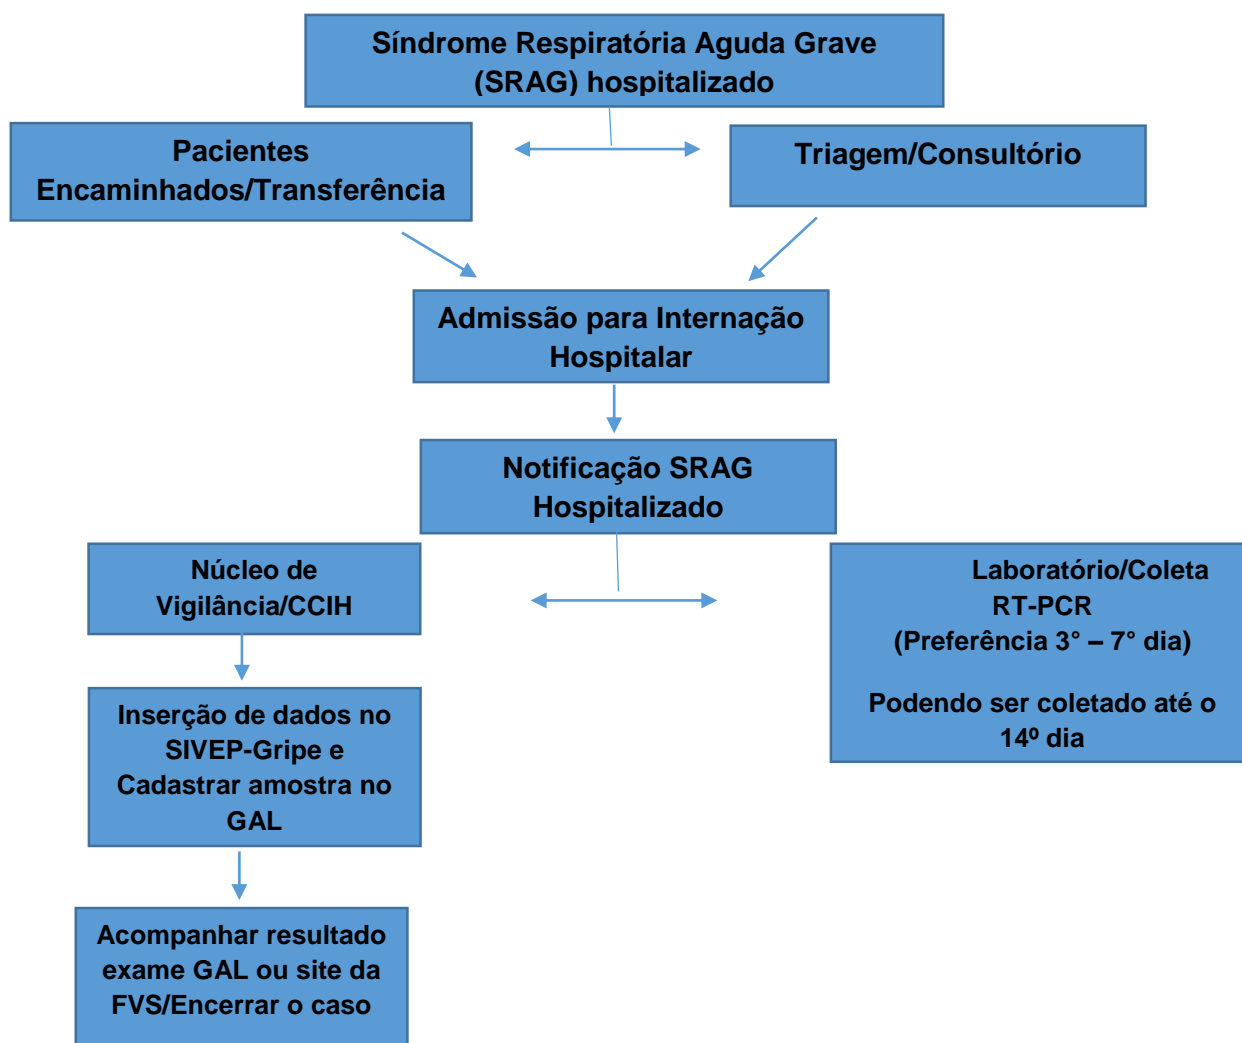 Síndrome Respiratória Aguda Grave
(SRAG) hospitalizado
Pacientes
Encaminhados/Transferência
Triagem/Consultório
Admissão para Internação
Hospitalar
Notificação SRAG
Hospitalizado
Núcleo de
Vigilância/CCIH
Laboratório/Coleta
RT-PCR
(Preferência 3° – 7° dia)
Podendo ser coletado até o
14º dia
Inserção de dados no
SIVEP-Gripe e
Cadastrar amostra no
GAL
Acompanhar resultado
exame GAL ou site da
FVS/Encerrar o caso